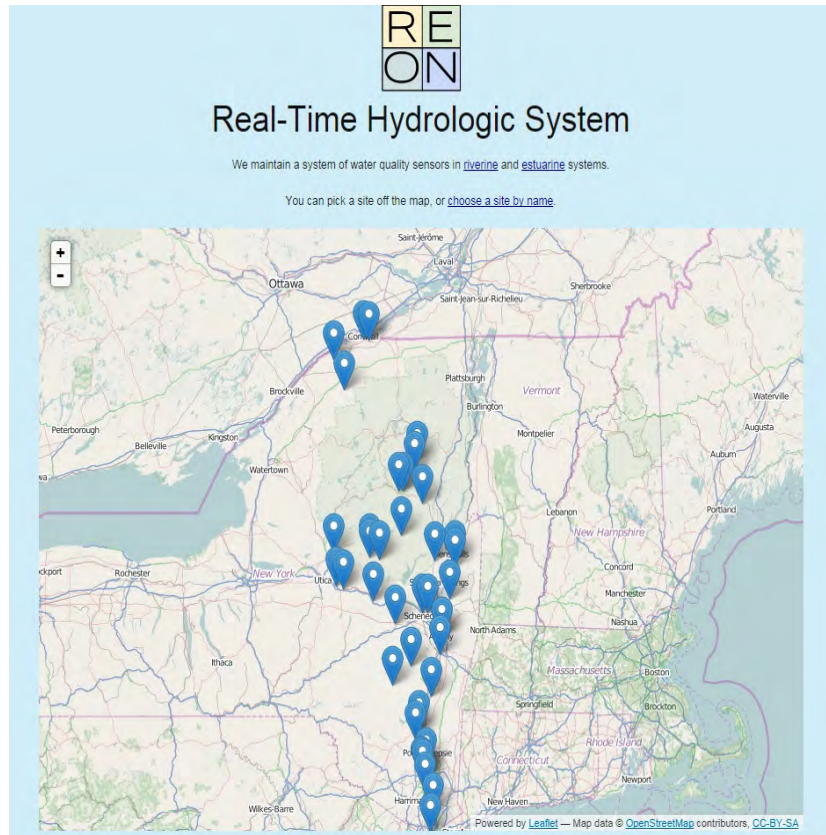 RE
ON
Real-Time Hydrologic System
We maintain a system of water quality sensors in riverine and estuarine systems.
You can pick a site off the map, or choose a site by name.
+
-
Saint-Jérôme
Laval
Ottawa
Sherbrooke
Saint-Jean-sur-Richelieu
Brockville
Plattsburgh
Vermont
Waterville
Burlington
Peterborough
Kingston
Montpelier
Augusta
Belleville
Watertown
Auburn
Portland
Lebanon
New Hampshire
Rochester
New York
Utica
Concord
Manchester
Nashua
North Adams
Ithaca
Massachusetts
Boston
Springfield
Brockton
Rhode Island
Connecticut
Newport
Wilkes-Barre
New Haven
Powered by Leaflet — Map data © OpenStreetMap contributors, CC-BY-SA